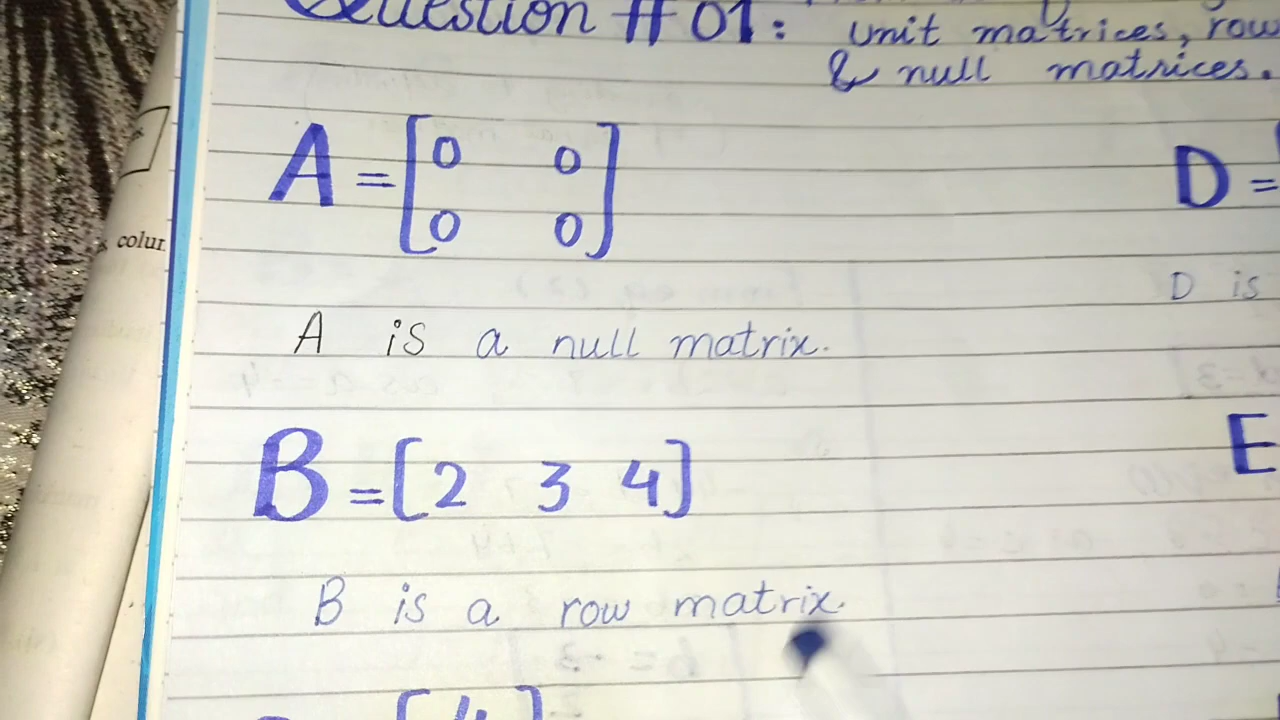 Question # 01: unit matrices, row
& null matrices.
A = [0 0
0 0]
A is a null matrix.
B = [2 3 4]
B is a row matrix.
D =
D is
E
colur